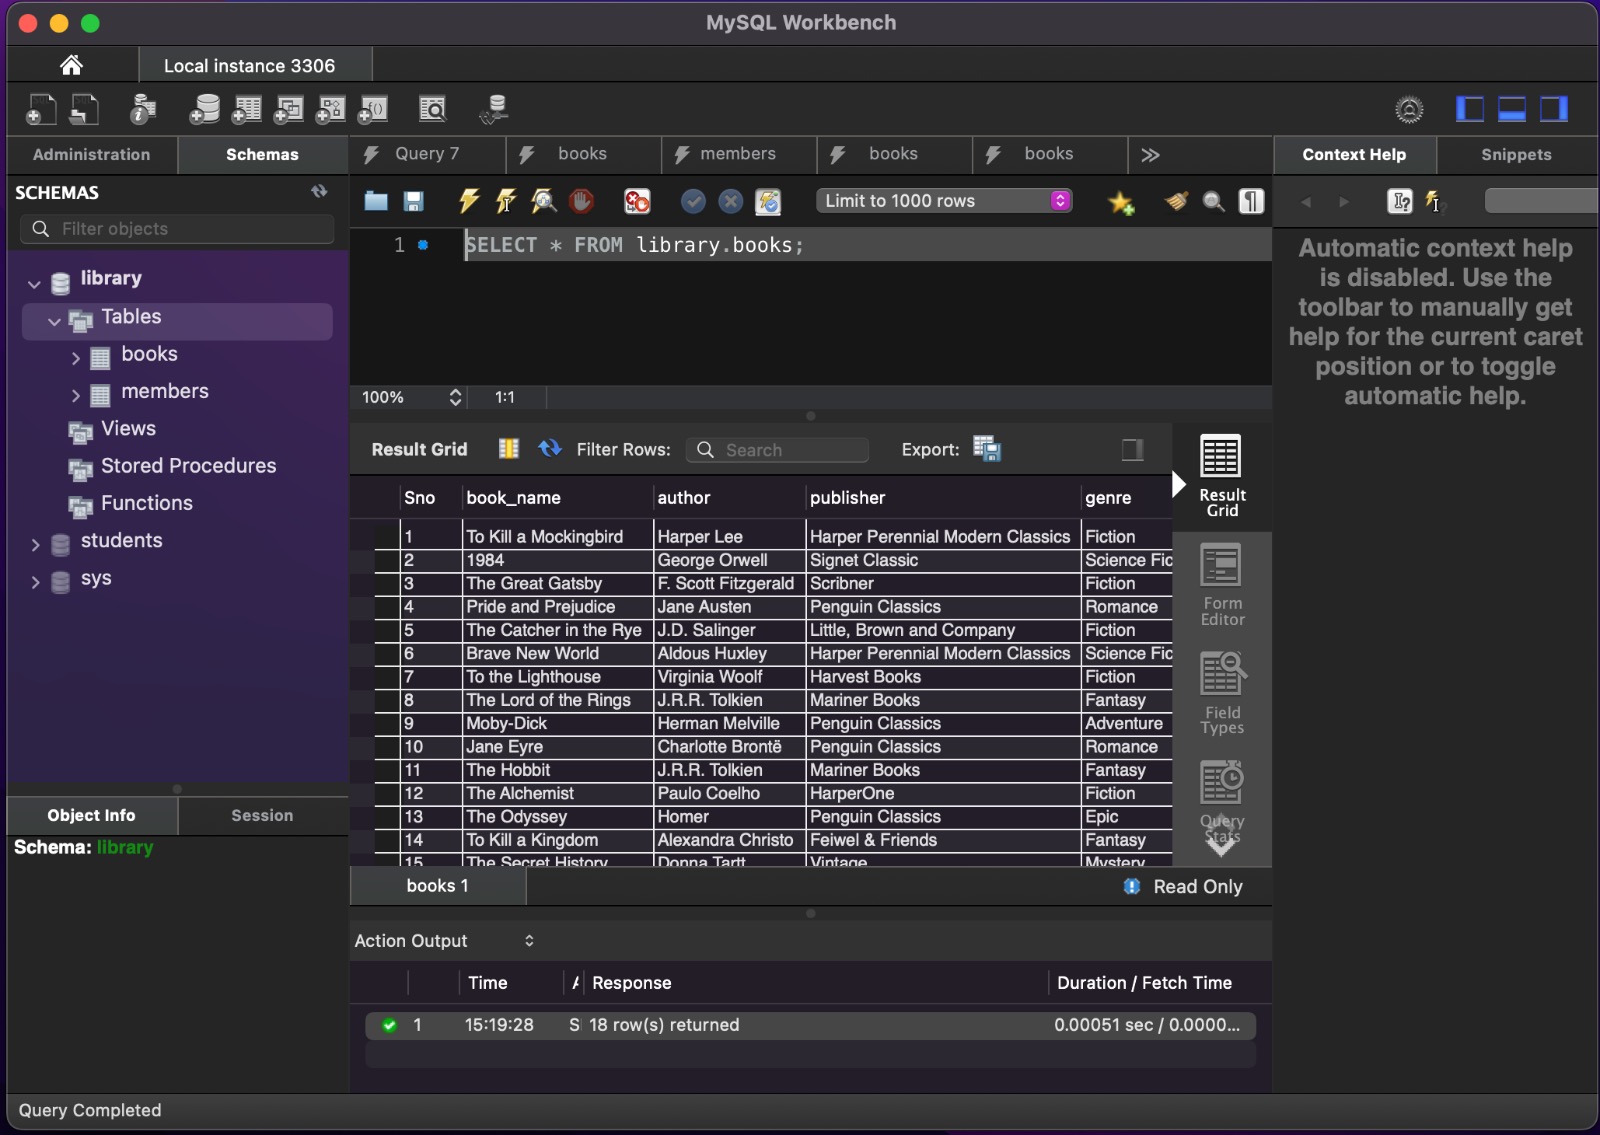 MySQL Workbench
Local instance 3306
Administration
Schemas
Query 7
books
members
books
books
Context Help
Snippets
SCHEMAS
Filter objects
Limit to 1000 rows
1
SELECT * FROM library.books;
library
Tables
books
members
Views
Stored Procedures
Functions
students
sys
Automatic context help
is disabled. Use the
toolbar to manually get
help for the current caret
position or to toggle
automatic help.
100%
1:1
Result Grid
Filter Rows:
Search
Export:
Sno book_name author publisher genre
1 To Kill a Mockingbird Harper Lee Harper Perennial Modern Classics Fiction
2 1984 George Orwell Signet Classic Science Fic
3 The Great Gatsby F. Scott Fitzgerald Scribner Fiction
4 Pride and Prejudice Jane Austen Penguin Classics Romance
5 The Catcher in the Rye J.D. Salinger Little, Brown and Company Fiction
6 Brave New World Aldous Huxley Harper Perennial Modern Classics Science Fic
7 To the Lighthouse Virginia Woolf Harvest Books Fiction
8 The Lord of the Rings J.R.R. Tolkien Mariner Books Fantasy
9 Moby-Dick Herman Melville Penguin Classics Adventure
10 Jane Eyre Charlotte Brontë Penguin Classics Romance
11 The Hobbit J.R.R. Tolkien Mariner Books Fantasy
12 The Alchemist Paulo Coelho HarperOne Fiction
13 The Odyssey Homer Penguin Classics Epic
14 To Kill a Kingdom Alexandra Christo Feiwel & Friends Fantasy
15 The Secret History Donna Tartt Vintage Mystery
Result
Grid
Form
Editor
Field
Types
Query
Stats
Object Info
Session
Schema: library
books 1
Read Only
Action Output
Time Response Duration / Fetch Time
1 15:19:28 S 18 row(s) returned 0.00051 sec / 0.0000...
Query Completed